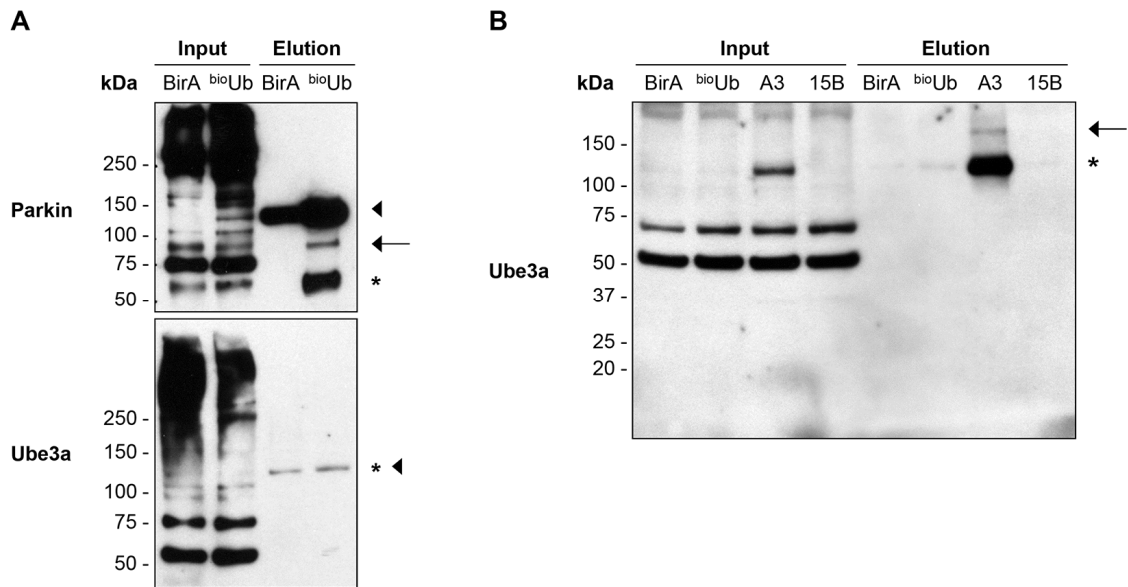 A
Input Elution
kDa BirA bioUb BirA bioUb
250 -
150 -
Parkin
100 -
75 -
*
50 -
250 -
Ube3a
150 -
*
100 -
75 -
50 -
B
Input Elution
kDa BirA bioUb A3 15B BirA bioUb A3 15B
150 -
*
100 -
75 -
Ube3a
50 -
37 -
25 -
20 -